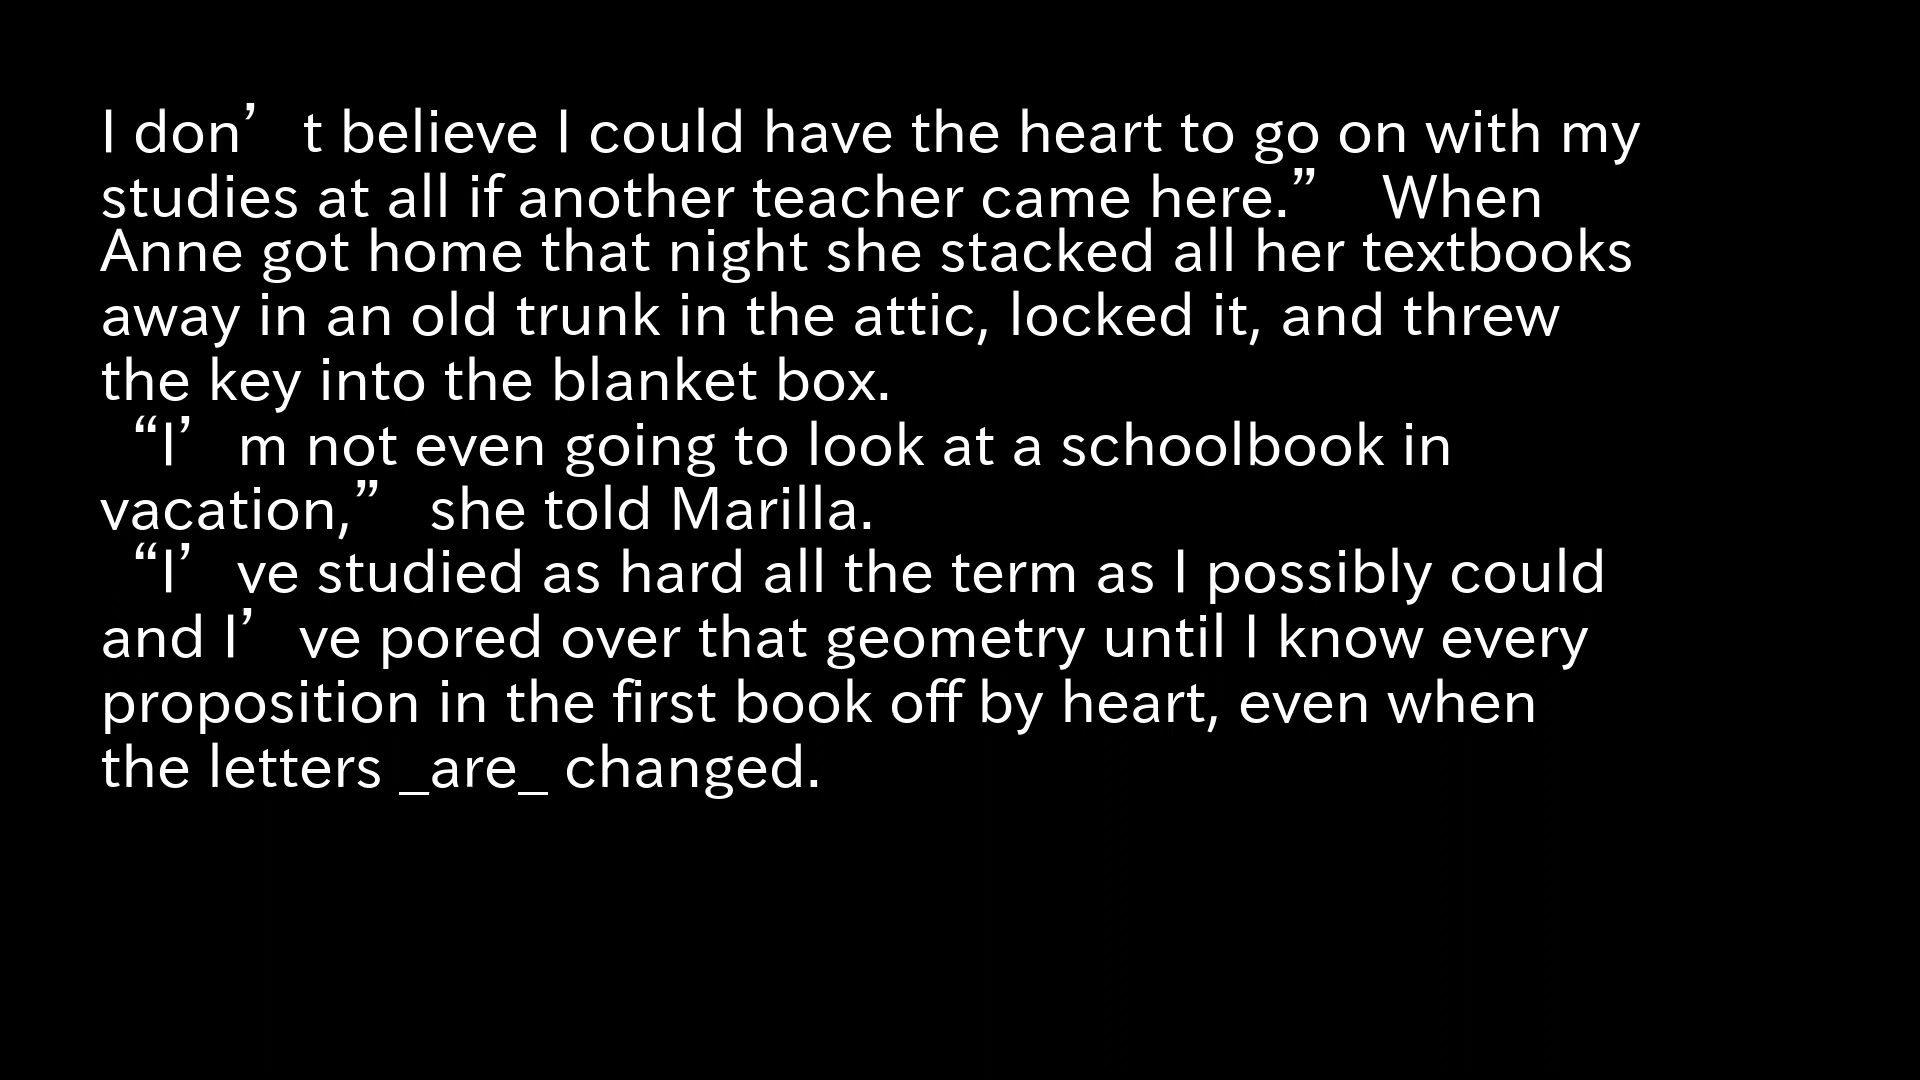 I don’t believe I could have the heart to go on with my
studies at all if another teacher came here.” When
Anne got home that night she stacked all her textbooks
away in an old trunk in the attic, locked it, and threw
the key into the blanket box.
“I’m not even going to look at a schoolbook in
vacation,” she told Marilla.
“I’ve studied as hard all the term as I possibly could
and I’ve pored over that geometry until I know every
proposition in the first book off by heart, even when
the letters _are_ changed.